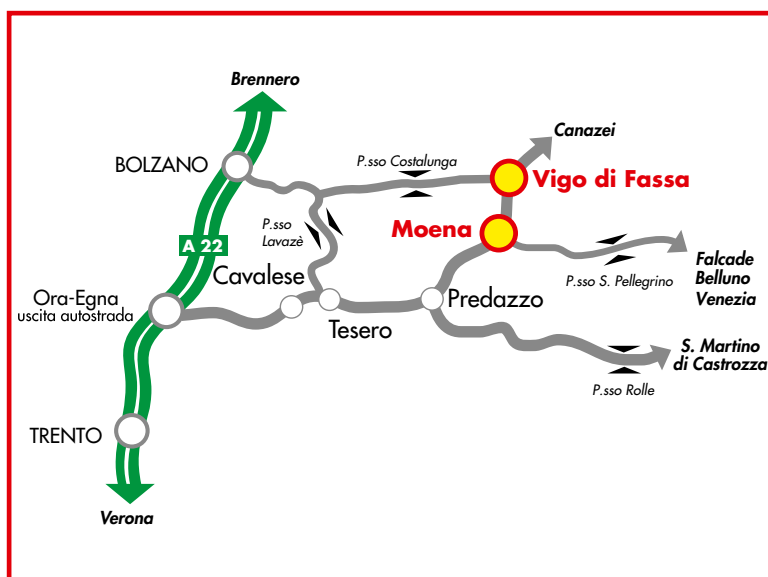 Brennero
Canazei
BOLZANO
P.sso Costalunga
Vigo di Fassa
P.sso
Lavazè
Moena
A 22
Cavalese
Falcade
Belluno
Venezia
P.sso S. Pellegrino
Ora-Egna
uscita autostrada
Predazzo
Tesero
S. Martino
di Castrozza
P.sso Rolle
TRENTO
Verona